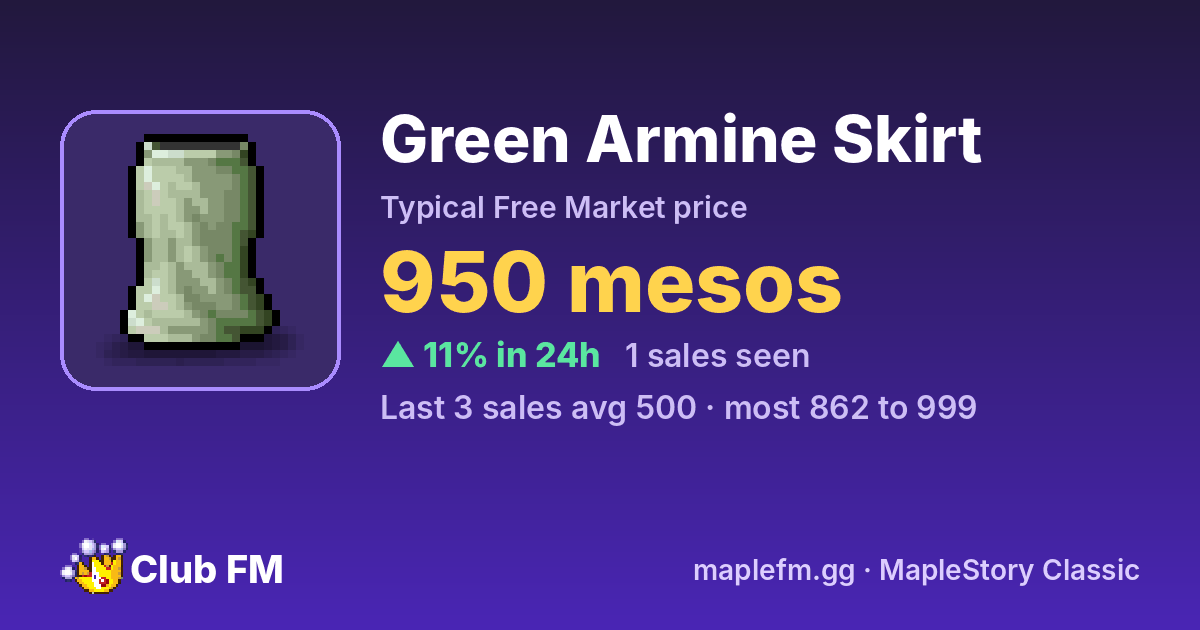 Green Armine Skirt
Typical Free Market price
950 mesos
▲ 11% in 24h 1 sales seen
Last 3 sales avg 500 · most 862 to 999
Club FM
maplefm.gg · MapleStory Classic